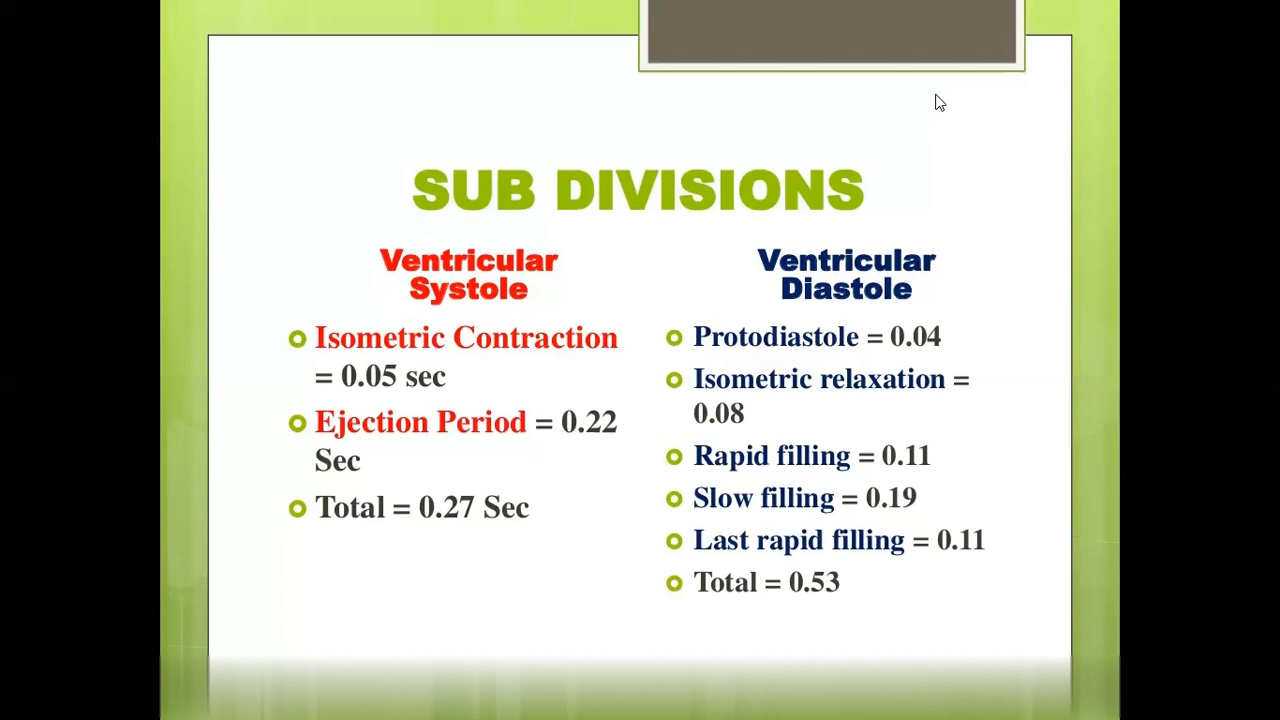 SUB DIVISIONS
Ventricular
Systole
Isometric Contraction
= 0.05 sec
Ejection Period = 0.22
Sec
Total = 0.27 Sec
Ventricular
Diastole
Protodiastole = 0.04
Isometric relaxation =
0.08
Rapid filling = 0.11
Slow filling = 0.19
Last rapid filling = 0.11
Total = 0.53